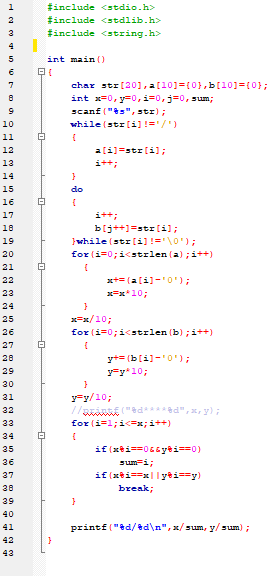 1 #include <stdio.h>
2 #include <stdlib.h>
3 #include <string.h>
4
5 int main()
6 {
7 char str[20],a[10]={0},b[10]={0};
8 int x=0,y=0,i=0,j=0,sum;
9 scanf("%s",str);
10 while(str[i]!='/')
11 {
12 a[i]=str[i];
13 i++;
14 }
15 do
16 {
17 i++;
18 b[j++]=str[i];
19 }while(str[i]!='\0');
20 for(i=0;i<strlen(a);i++)
21 {
22 x+=(a[i]-'0');
23 x=x*10;
24 }
25 x=x/10;
26 for(i=0;i<strlen(b);i++)
27 {
28 y+=(b[i]-'0');
29 y=y*10;
30 }
31 y=y/10;
32 //printf("%d****%d",x,y);
33 for(i=1;i<=x;i++)
34 {
35 if(x%i==0&&y%i==0)
36 sum=i;
37 if(x%i==x||y%i==y)
38 break;
39 }
40
41 printf("%d/%d\n",x/sum,y/sum);
42 }
43